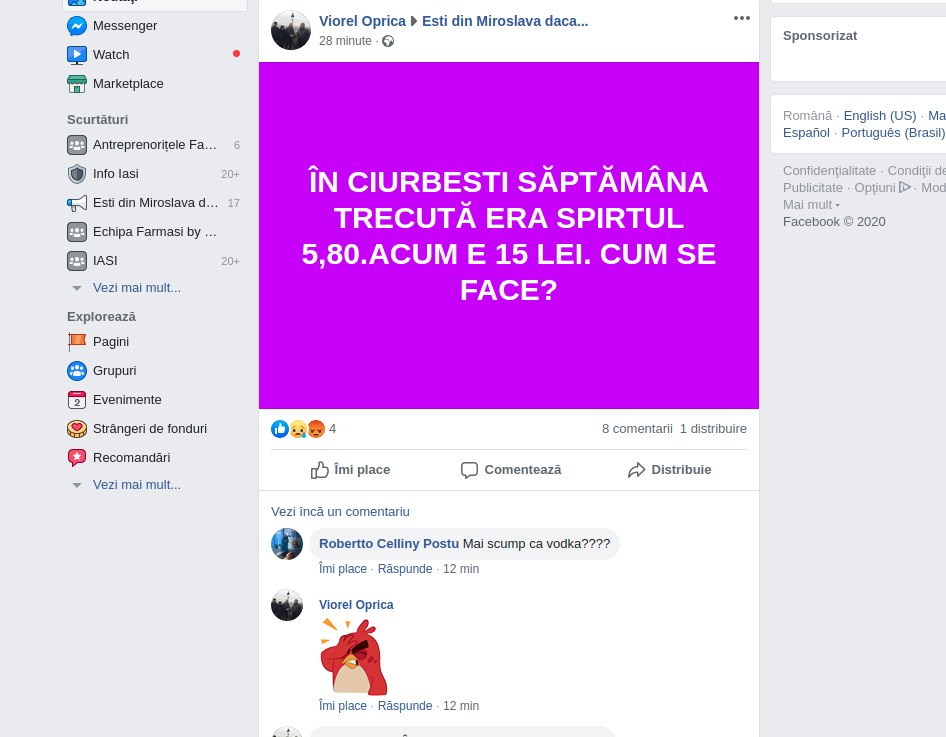 Messenger
Watch
Marketplace
Scurtături
Antreprenorițele Fa... 6
Info Iasi 20+
Esti din Miroslava d... 17
Echipa Farmasi by ...
IASI 20+
Vezi mai mult...
Explorează
Pagini
Grupuri
2 Evenimente
Strângeri de fonduri
Recomandări
Vezi mai mult...
Viorel Oprica Esti din Miroslava daca...
28 minute ·
ÎN CIURBESTI SĂPTĂMÂNA
TRECUTĂ ERA SPIRTUL
5,80.ACUM E 15 LEI. CUM SE
FACE?
4 8 comentarii 1 distribuire
Îmi place Comentează Distribuie
Vezi încă un comentariu
Robertto Celliny Postu Mai scump ca vodka????
Îmi place · Răspunde · 12 min
Viorel Oprica
Îmi place · Răspunde · 12 min
Sponsorizat
Română · English (US) · Ma
Español · Português (Brasil)
Confidenţialitate · Condiţii de
Publicitate · Opţiuni · Mod
Mai mult
Facebook © 2020